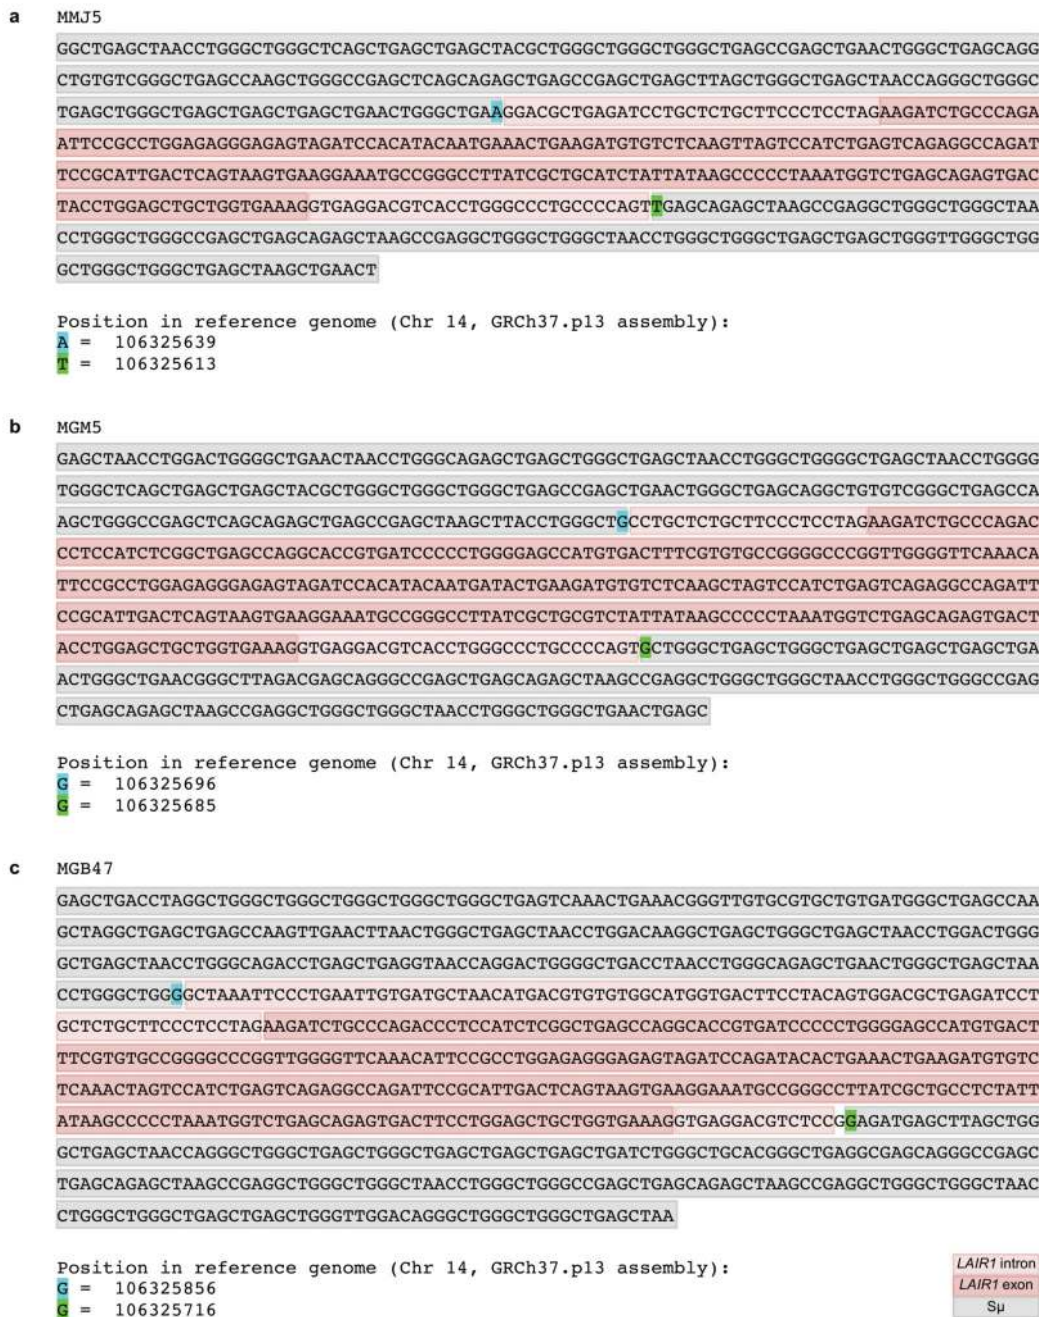 a MMJ5
GGCTGAGCTAACCTGGGCTGGGCTCAGCTGAGCTGAGCTACGCTGGGCTGGGCTGGGCTGAGCCGAGCTGAACTGGGCTGAGCAGG
CTGTGTCGGGCTGAGCCAAGCTGGGCCGAGCTCAGCAGAGCTGAGCCGAGCTGAGCTTAGCTGGGCTGAGCTAACCAGGGCTGGGC
TGAGCTGGGCTGAGCTGAGCTGAGCTGAACTGGGCTGAAGGACGCTGAGATCCTGCTCTGCTTCCCTCCTAGAAGATCTGCCCAGA
ATTCCGCCTGGAGAGGGAGAGTAGATCCACATACAATGAAACTGAAGATGTGTCTCAAGTTAGTCCATCTGAGTCAGAGGCCAGAT
TCCGCATTGACTCAGTAAGTGAAGGAAATGCCGGGCCTTATCGCTGCATCTATTATAAGCCCCCTAAATGGTCTGAGCAGAGTGAC
TACCTGGAGCTGCTGGTGAAAGGTGAGGACGTCACCTGGGCCCTGCCCCAGTTGAGCAGAGCTAAGCCGAGGCTGGGCTGGGCTAA
CCTGGGCTGGGCCGAGCTGAGCAGAGCTAAGCCGAGGCTGGGCTGGGCTAACCTGGGCTGGGCTGAGCTGAGCTGGGTTGGGCTGG
GCTGGGCTGGGCTGAGCTAAGCTGAACT
Position in reference genome (Chr 14, GRCh37.p13 assembly):
A = 106325639
T = 106325613
b MGM5
GAGCTAACCTGGACTGGGGCTGAACTAACCTGGGCAGAGCTGAGCTGGGCTGAGCTAACCTGGGCTGGGGCTGAGCTAACCTGGGG
TGGGCTCAGCTGAGCTGAGCTACGCTGGGCTGGGCTGGGCTGAGCCGAGCTGAACTGGGCTGAGCAGGCTGTGTCGGGCTGAGCCA
AGCTGGGCCGAGCTCAGCAGAGCTGAGCCGAGCTAAGCTTACCTGGGCTGCCTGCTCTGCTTCCCTCCTAGAAGATCTGCCCAGAC
CCTCCATCTCGGCTGAGCCAGGCACCGTGATCCCCCTGGGGAGCCATGTGACTTTCGTGTGCCGGGGCCCGGTTGGGGTTCAAACA
TTCCGCCTGGAGAGGGAGAGTAGATCCACATACAATGATACTGAAGATGTGTCTCAAGCTAGTCCATCTGAGTCAGAGGCCAGATT
CCGCATTGACTCAGTAAGTGAAGGAAATGCCGGGCCTTATCGCTGCGTCTATTATAAGCCCCCTAAATGGTCTGAGCAGAGTGACT
ACCTGGAGCTGCTGGTGAAAGGTGAGGACGTCACCTGGGCCCTGCCCCAGTGCTGGGCTGAGCTGGGCTGAGCTGAGCTGAGCTGA
ACTGGGCTGAACGGGCTTAGACGAGCAGGGCCGAGCTGAGCAGAGCTAAGCCGAGGCTGGGCTGGGCTAACCTGGGCTGGGCCGAG
CTGAGCAGAGCTAAGCCGAGGCTGGGCTGGGCTAACCTGGGCTGGGCTGAACTGAGC
Position in reference genome (Chr 14, GRCh37.p13 assembly):
G = 106325696
G = 106325685
c MGB47
GAGCTGACCTAGGCTGGGCTGGGCTGGGCTGGGCTGGGCTGAGTCAAACTGAAACGGGTTGTGCGTGCTGTGATGGGCTGAGCCAA
GCTAGGCTGAGCTGAGCCAAGTTGAACTTAACTGGGCTGAGCTAACCTGGACAAGGCTGAGCTGGGCTGAGCTAACCTGGACTGGG
GCTGAGCTAACCTGGGCAGACCTGAGCTGAGGTAACCAGGACTGGGGCTGACCTAACCTGGGCAGAGCTGAACTGGGCTGAGCTAA
CCTGGGCTGGGGCTAAATTCCCTGAATTGTGATGCTAACATGACGTGTGTGGCATGGTGACTTCCTACAGTGGACGCTGAGATCCT
GCTCTGCTTCCCTCCTAGAAGATCTGCCCAGACCCTCCATCTCGGCTGAGCCAGGCACCGTGATCCCCCTGGGGAGCCATGTGACT
TTCGTGTGCCGGGGCCCGGTTGGGGTTCAAACATTCCGCCTGGAGAGGGAGAGTAGATCCAGATACACTGAAACTGAAGATGTGTC
TCAAACTAGTCCATCTGAGTCAGAGGCCAGATTCCGCATTGACTCAGTAAGTGAAGGAAATGCCGGGCCTTATCGCTGCCTCTATT
ATAAGCCCCCTAAATGGTCTGAGCAGAGTGACTTCCTGGAGCTGCTGGTGAAAGGTGAGGACGTCTCCGGAGATGAGCTTAGCTGG
GCTGAGCTAACCAGGGCTGGGCTGAGCTGGGCTGAGCTGAGCTGAGCTGATCTGGGCTGCACGGGCTGAGGCGAGCAGGGCCGAGC
TGAGCAGAGCTAAGCCGAGGCTGGGCTGGGCTAACCTGGGCTGGGCCGAGCTGAGCAGAGCTAAGCCGAGGCTGGGCTGGGCTAAC
CTGGGCTGGGCTGAGCTGAGCTGGGTTGGACAGGGCTGGGCTGGGCTGAGCTAA
Position in reference genome (Chr 14, GRCh37.p13 assembly):
G = 106325856
G = 106325716
LAIR1 intron
LAIR1 exon
Sµ